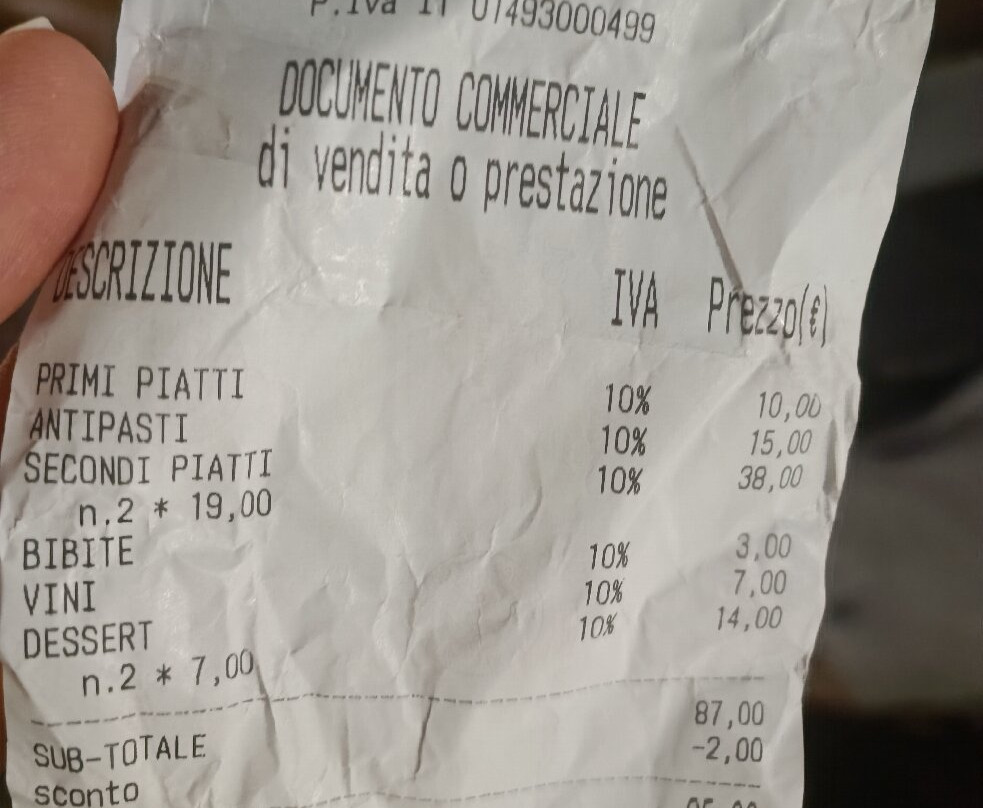 P.Iva IT 01493000499
DOCUMENTO COMMERCIALE
di vendita o prestazione
DESCRIZIONE IVA Prezzo(€)
PRIMI PIATTI 10% 10,00
ANTIPASTI 10% 15,00
SECONDI PIATTI 10% 38,00
n.2 * 19,00
BIBITE 10% 3,00
VINI 10% 7,00
DESSERT 10% 14,00
n.2 * 7,00
SUB-TOTALE 87,00
sconto -2,00